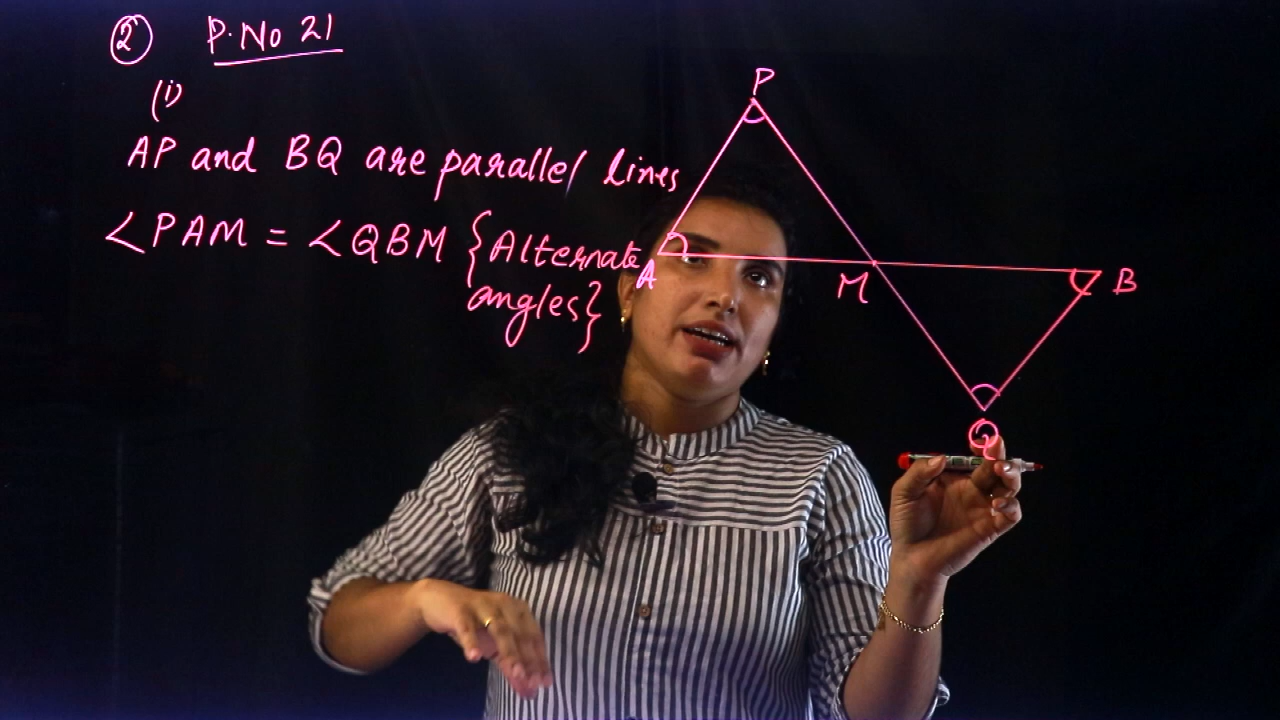 ② P.No 21
(i)
AP and BQ are parallel lines
∠PAM = ∠QBM {Alternate
angles}
P
A
M
B
Q